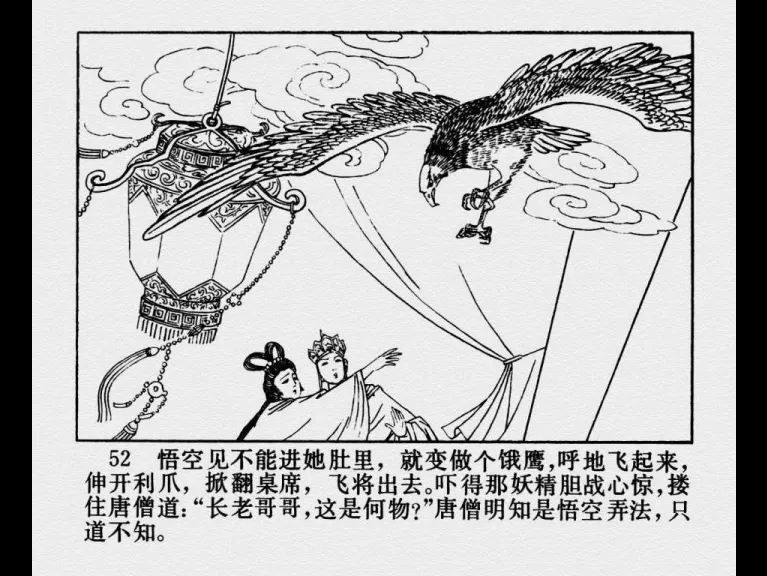 52 悟空见不能进她肚里，就变做个饿鹰，呼地飞起来，
伸开利爪，掀翻桌席，飞将出去。吓得那妖精胆战心惊，搂
住唐僧道：“长老哥哥，这是何物？”唐僧明知是悟空弄法，只
道不知。